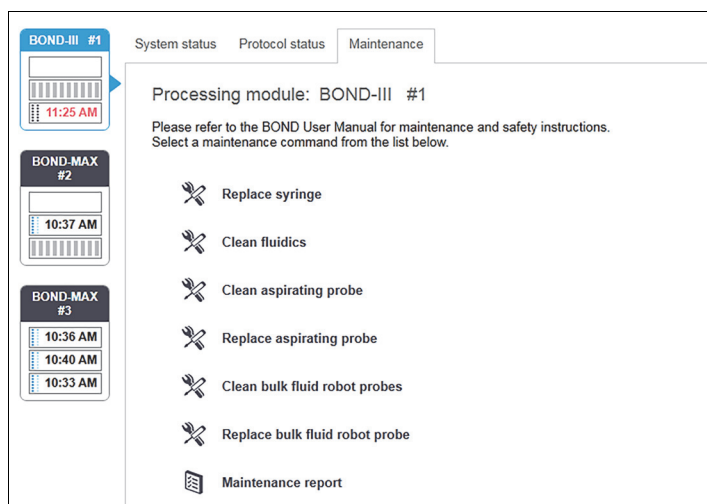 BOND-III #1
11:25 AM
BOND-MAX
#2
10:37 AM
BOND-MAX
#3
10:36 AM
10:40 AM
10:33 AM
System status Protocol status Maintenance
Processing module: BOND-III #1
Please refer to the BOND User Manual for maintenance and safety instructions.
Select a maintenance command from the list below.
Replace syringe
Clean fluidics
Clean aspirating probe
Replace aspirating probe
Clean bulk fluid robot probes
Replace bulk fluid robot probe
Maintenance report